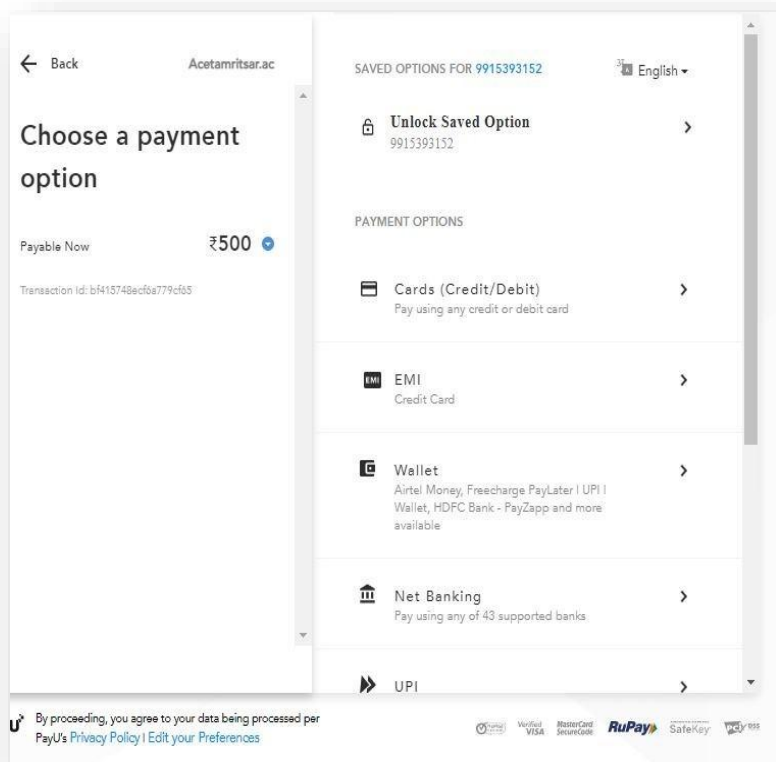 Back
Acetamritsar.ac
Choose a payment
option
Payable Now
₹500
Transaction Id: bf415748ecf6a779cf65
SAVED OPTIONS FOR 9915393152
English
Unlock Saved Option
9915393152
PAYMENT OPTIONS
Cards (Credit/Debit)
Pay using any credit or debit card
EMI
EMI
Credit Card
Wallet
Airtel Money, Freecharge PayLater | UPI |
Wallet, HDFC Bank - PayZapp and more
available
Net Banking
Pay using any of 43 supported banks
UPI
By proceeding, you agree to your data being processed per
PayU's Privacy Policy | Edit your Preferences
Verified
VISA
MasterCard
SecureCode
RuPay
SafeKey
DSS